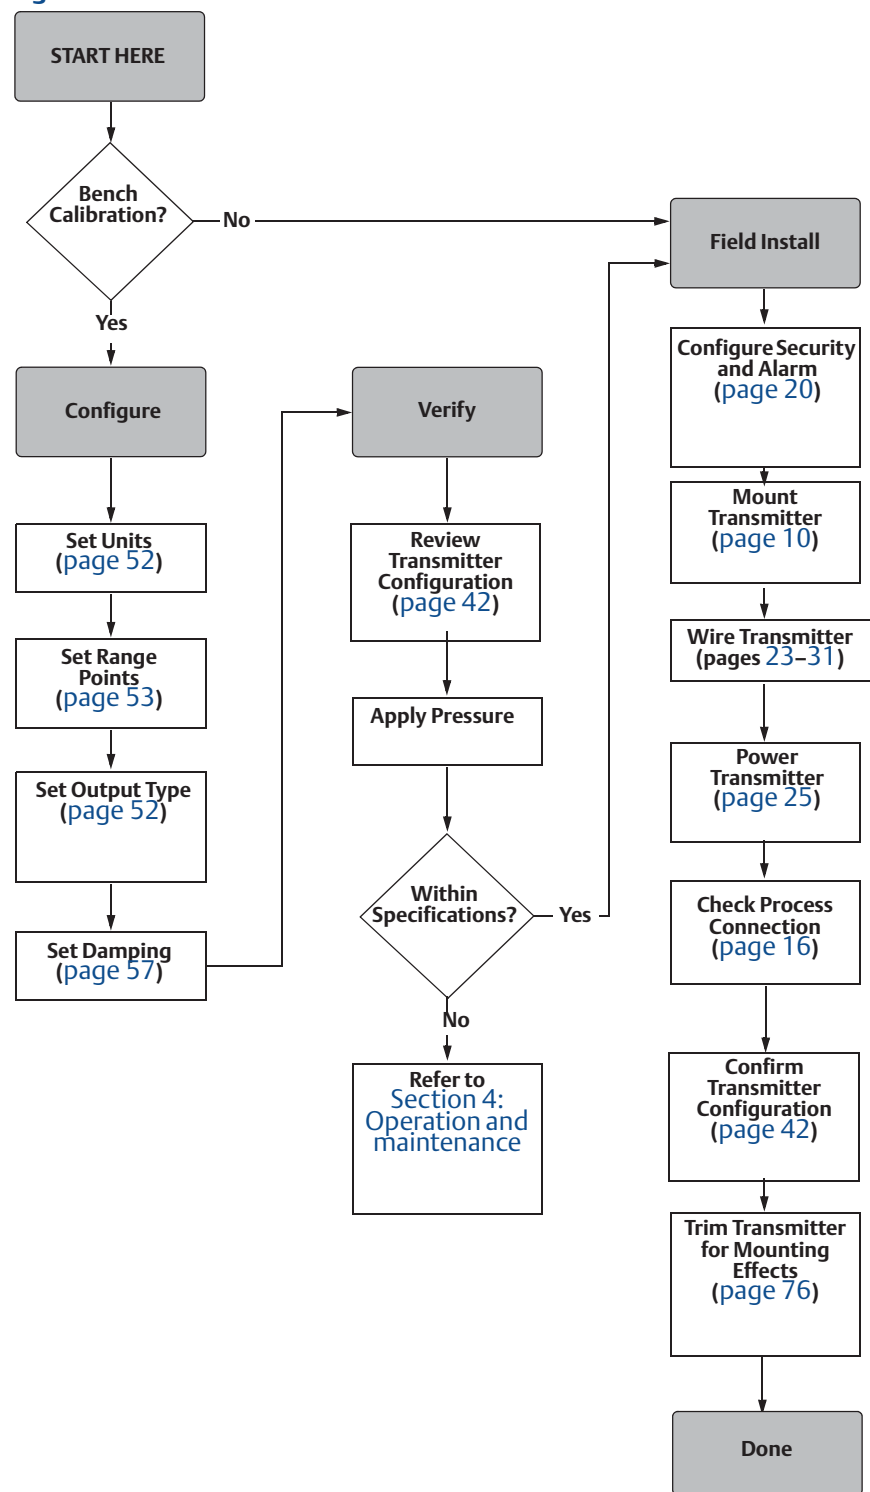 START HERE
Bench
Calibration?
No
Yes
Configure
Set Units
(page 52)
Set Range
Points
(page 53)
Set Output Type
(page 52)
Set Damping
(page 57)
Verify
Review
Transmitter
Configuration
(page 42)
Apply Pressure
Within
Specifications?
Yes
No
Refer to
Section 4:
Operation and
maintenance
Field Install
Configure Security
and Alarm
(page 20)
Mount
Transmitter
(page 10)
Wire Transmitter
(pages 23–31)
Power
Transmitter
(page 25)
Check Process
Connection
(page 16)
Confirm
Transmitter
Configuration
(page 42)
Trim Transmitter
for Mounting
Effects
(page 76)
Done